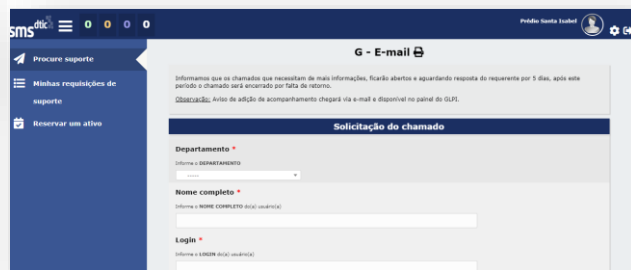 sms dtic
0 0 0 0
Prédio Santa Isabel
Procure suporte
Minhas requisições de
suporte
Reservar um ativo
G - E-mail
Informamos que os chamados que necessitam de mais informações, ficarão abertos e aguardando resposta do requerente por 5 dias, após este
período o chamado será encerrado por falta de retorno.
Observação: Aviso de adição de acompanhamento chegará via e-mail e disponível no painel do GLPI.
Solicitação do chamado
Departamento *
Informe o DEPARTAMENTO
-----
Nome completo *
Informe o NOME COMPLETO do(a) usuário(a)
Login *
Informe o LOGIN do(a) usuário(a)